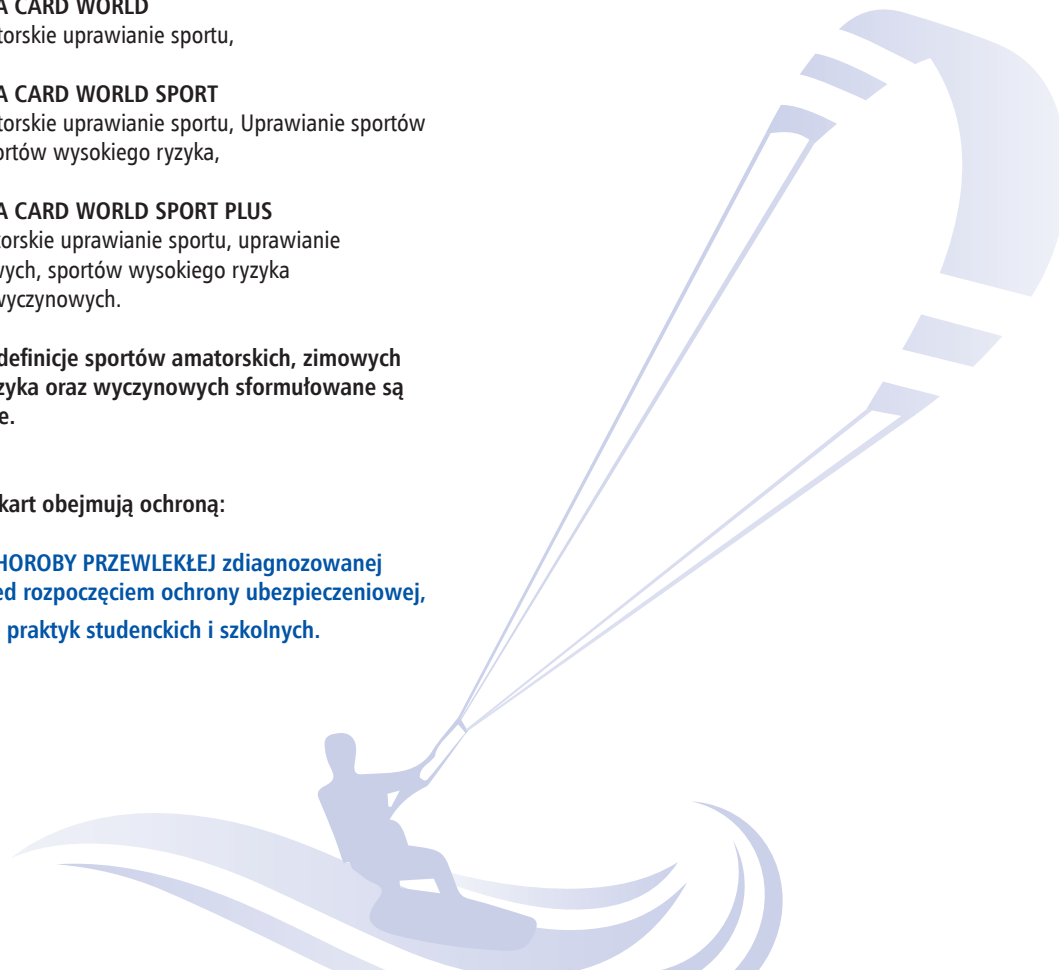 A CARD WORLD
torskie uprawianie sportu,
A CARD WORLD SPORT
torskie uprawianie sportu, Uprawianie sportów
ortów wysokiego ryzyka,
A CARD WORLD SPORT PLUS
torskie uprawianie sportu, uprawianie
wych, sportów wysokiego ryzyka
wyczynowych.
definicje sportów amatorskich, zimowych
zyka oraz wyczynowych sformułowane są
e.
kart obejmują ochroną:
HOROBY PRZEWLEKŁEJ zdiagnozowanej
ed rozpoczęciem ochrony ubezpieczeniowej,
praktyk studenckich i szkolnych.